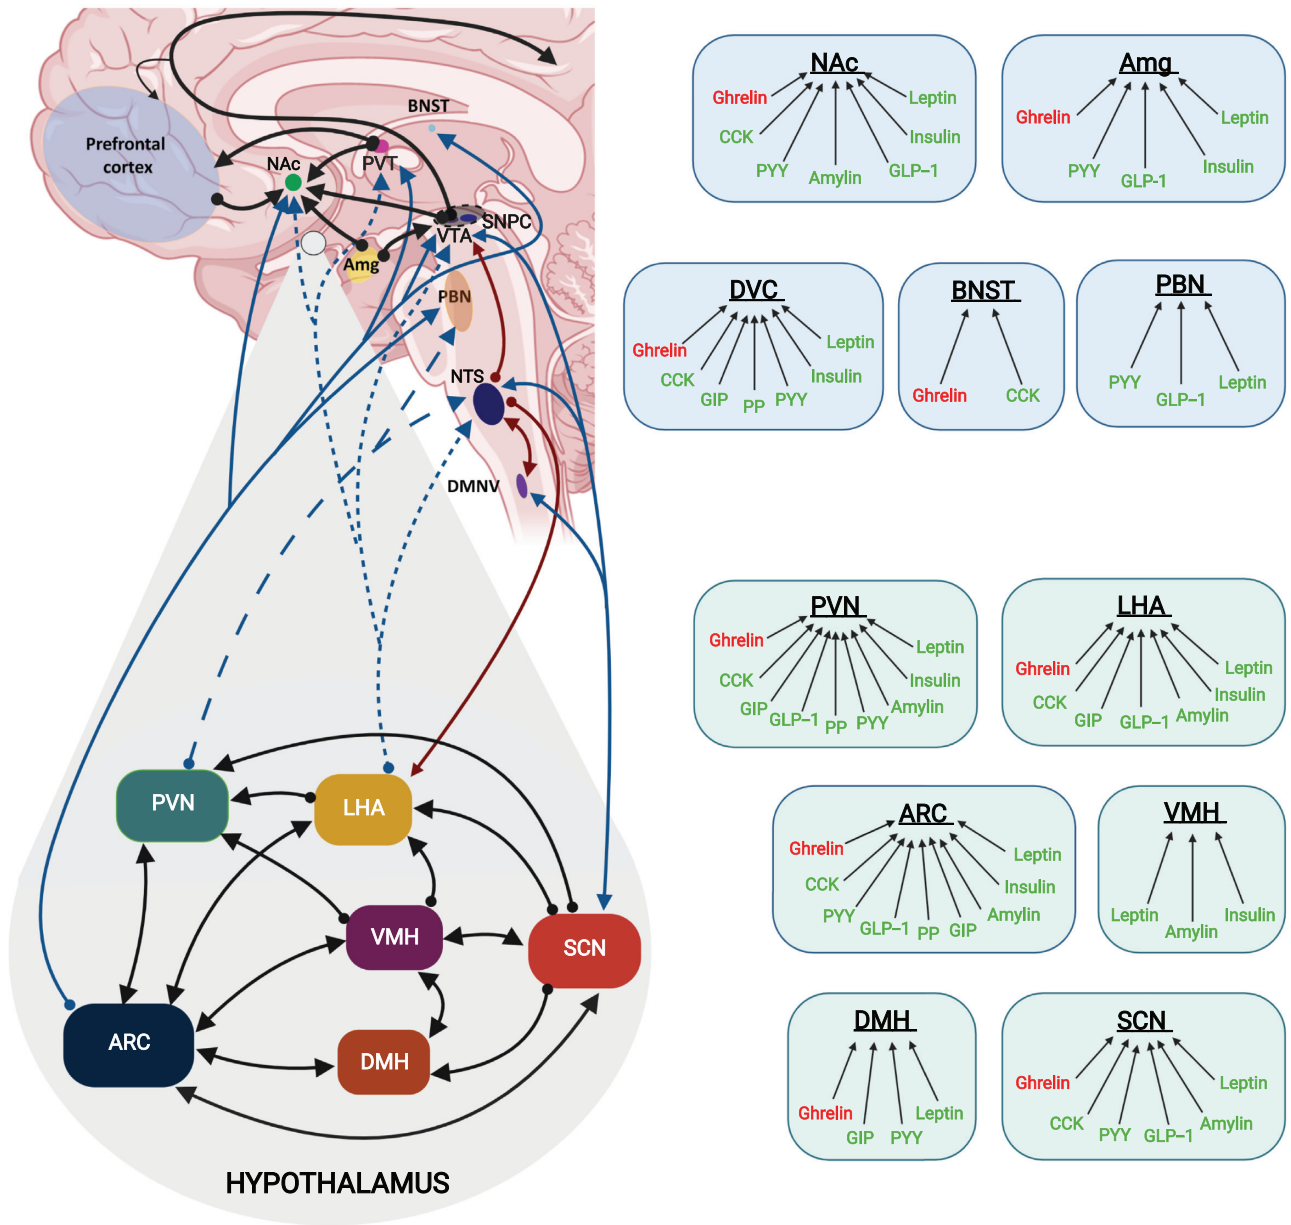 BNST
Prefrontal
cortex
NAc
PVT
SNPC
VTA
Amg
PBN
NTS
DMNV
PVN
LHA
VMH
SCN
ARC
DMH
HYPOTHALAMUS
NAc
Ghrelin
Leptin
CCK
Insulin
PYY
Amylin
GLP–1
Amg
Ghrelin
Leptin
PYY
GLP-1
Insulin
DVC
Ghrelin
Leptin
CCK
Insulin
GIP
PP
PYY
BNST
Ghrelin
CCK
PBN
PYY
GLP–1
Leptin
PVN
Ghrelin
Leptin
CCK
Insulin
GIP
GLP–1
PP
PYY
Amylin
LHA
Ghrelin
Leptin
CCK
Insulin
GIP
GLP–1
Amylin
ARC
Ghrelin
Leptin
CCK
Insulin
PYY
GLP–1
PP
GIP
Amylin
VMH
Leptin
Amylin
Insulin
DMH
Ghrelin
GIP
PYY
Leptin
SCN
Ghrelin
Leptin
CCK
PYY
GLP–1
Amylin